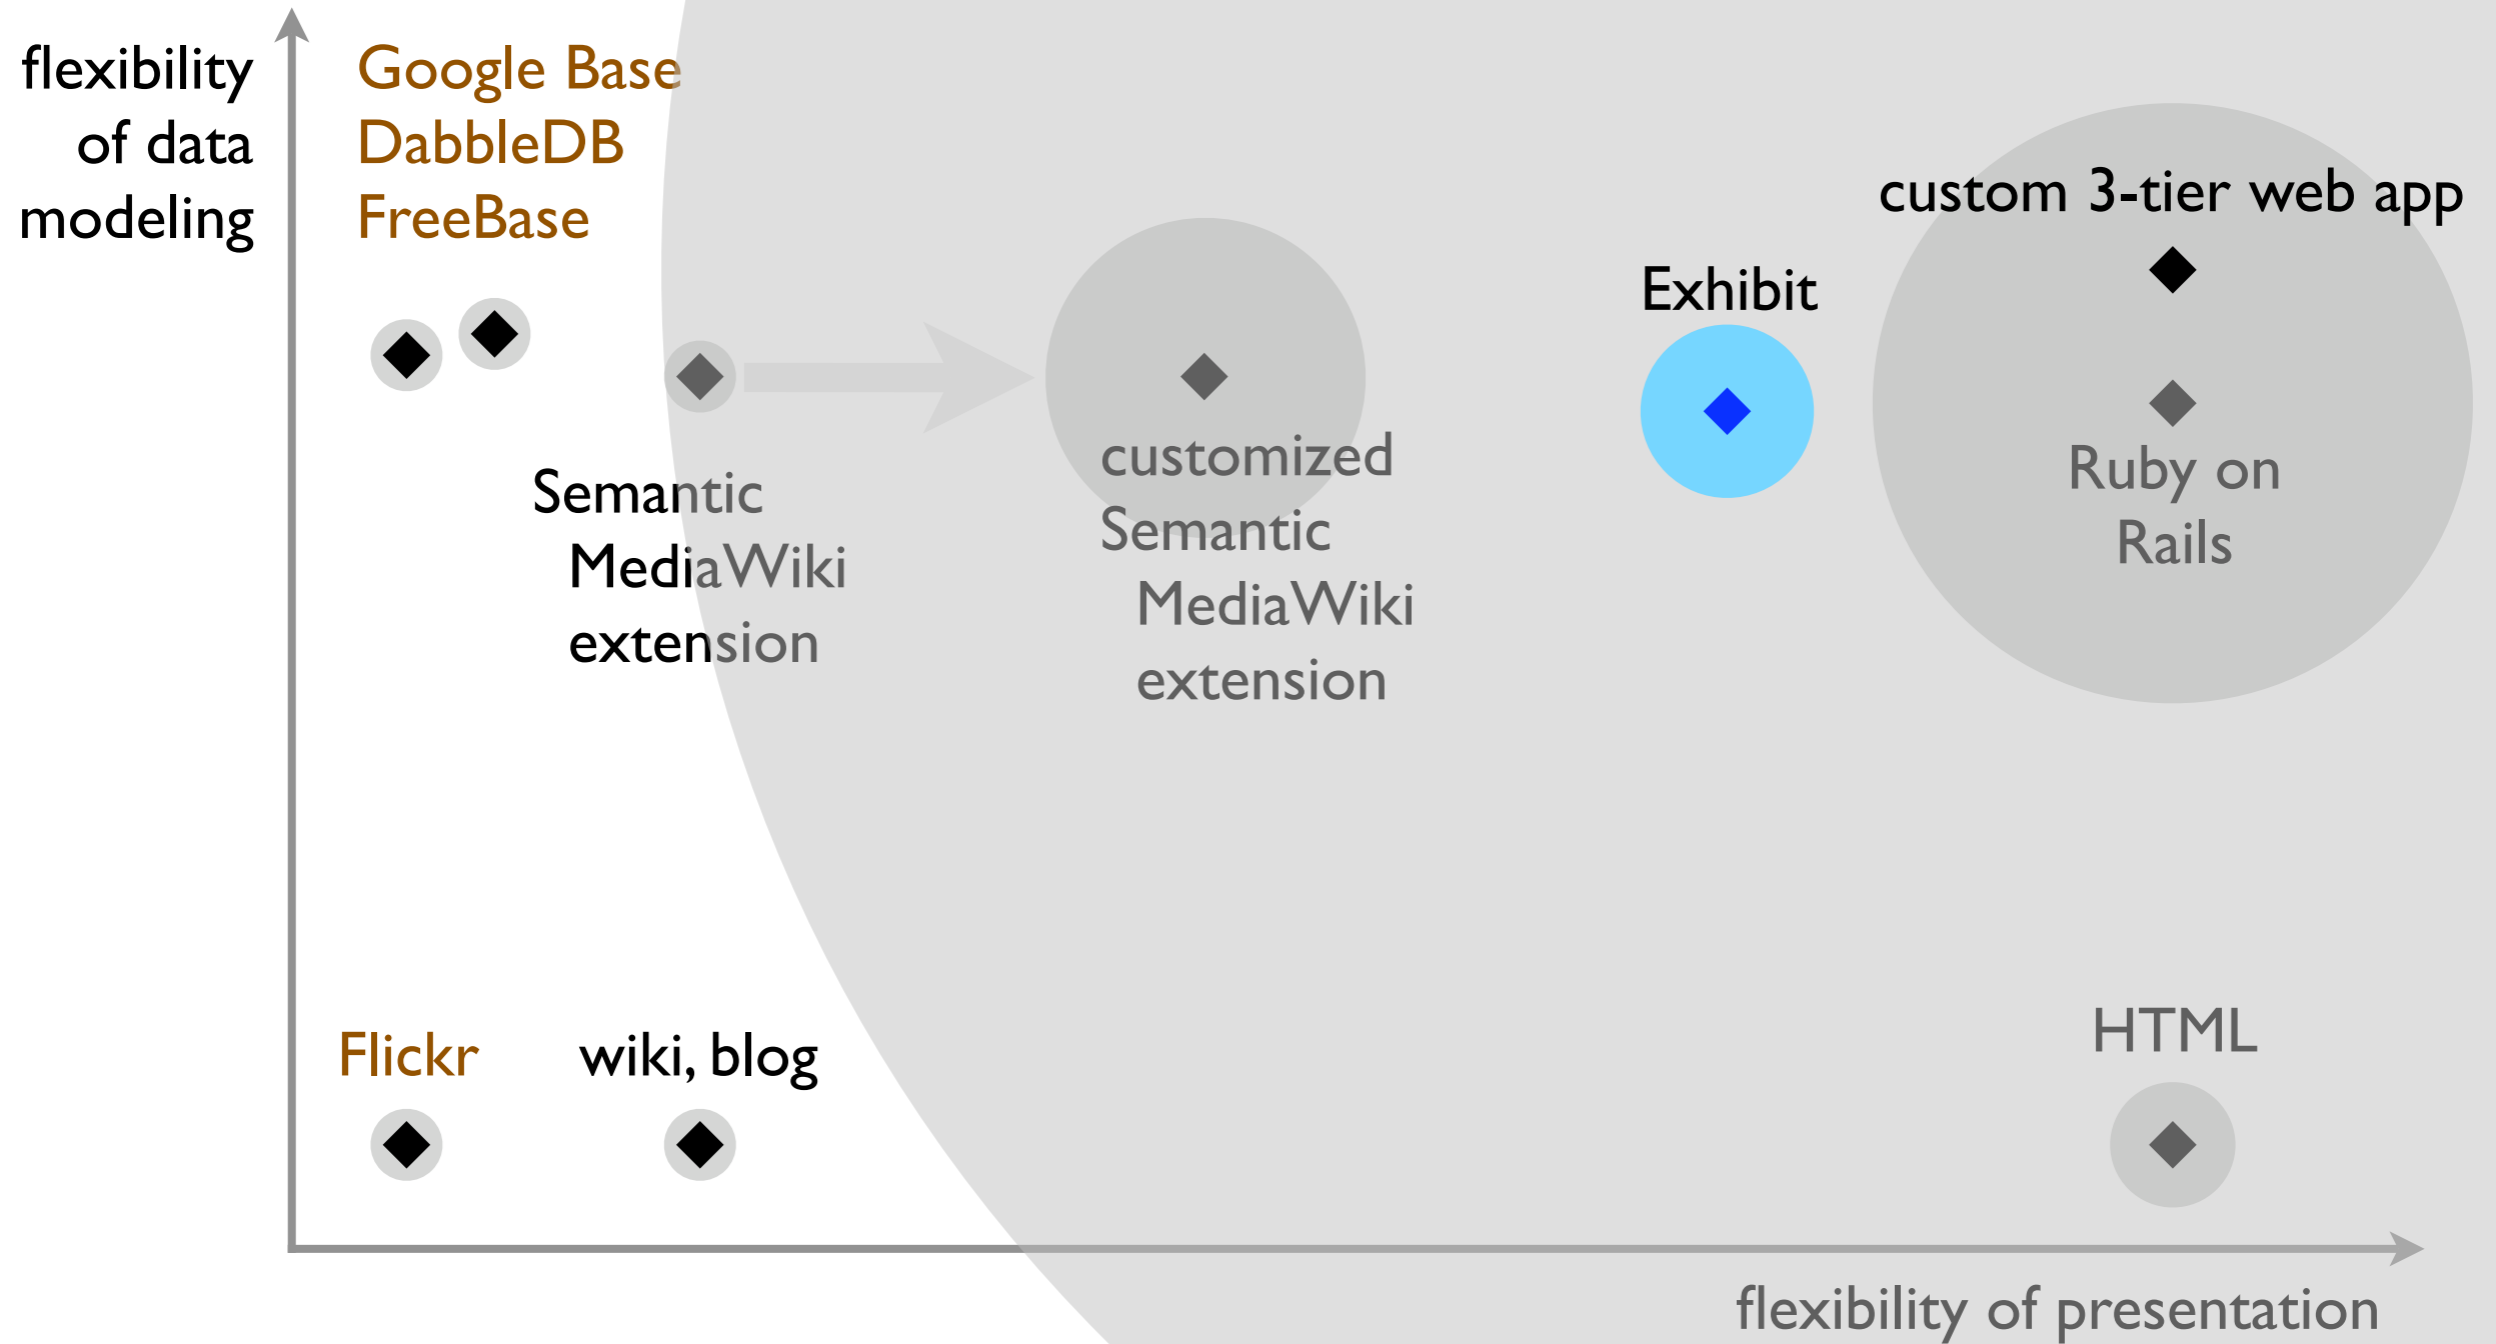 flexibility
of data
modeling
Google Base
DabbleDB
FreeBase
custom 3-tier web app
Exhibit
Semantic
MediaWiki
extension
customized
Semantic
MediaWiki
extension
Ruby on
Rails
Flickr
wiki, blog
HTML
flexibility of presentation